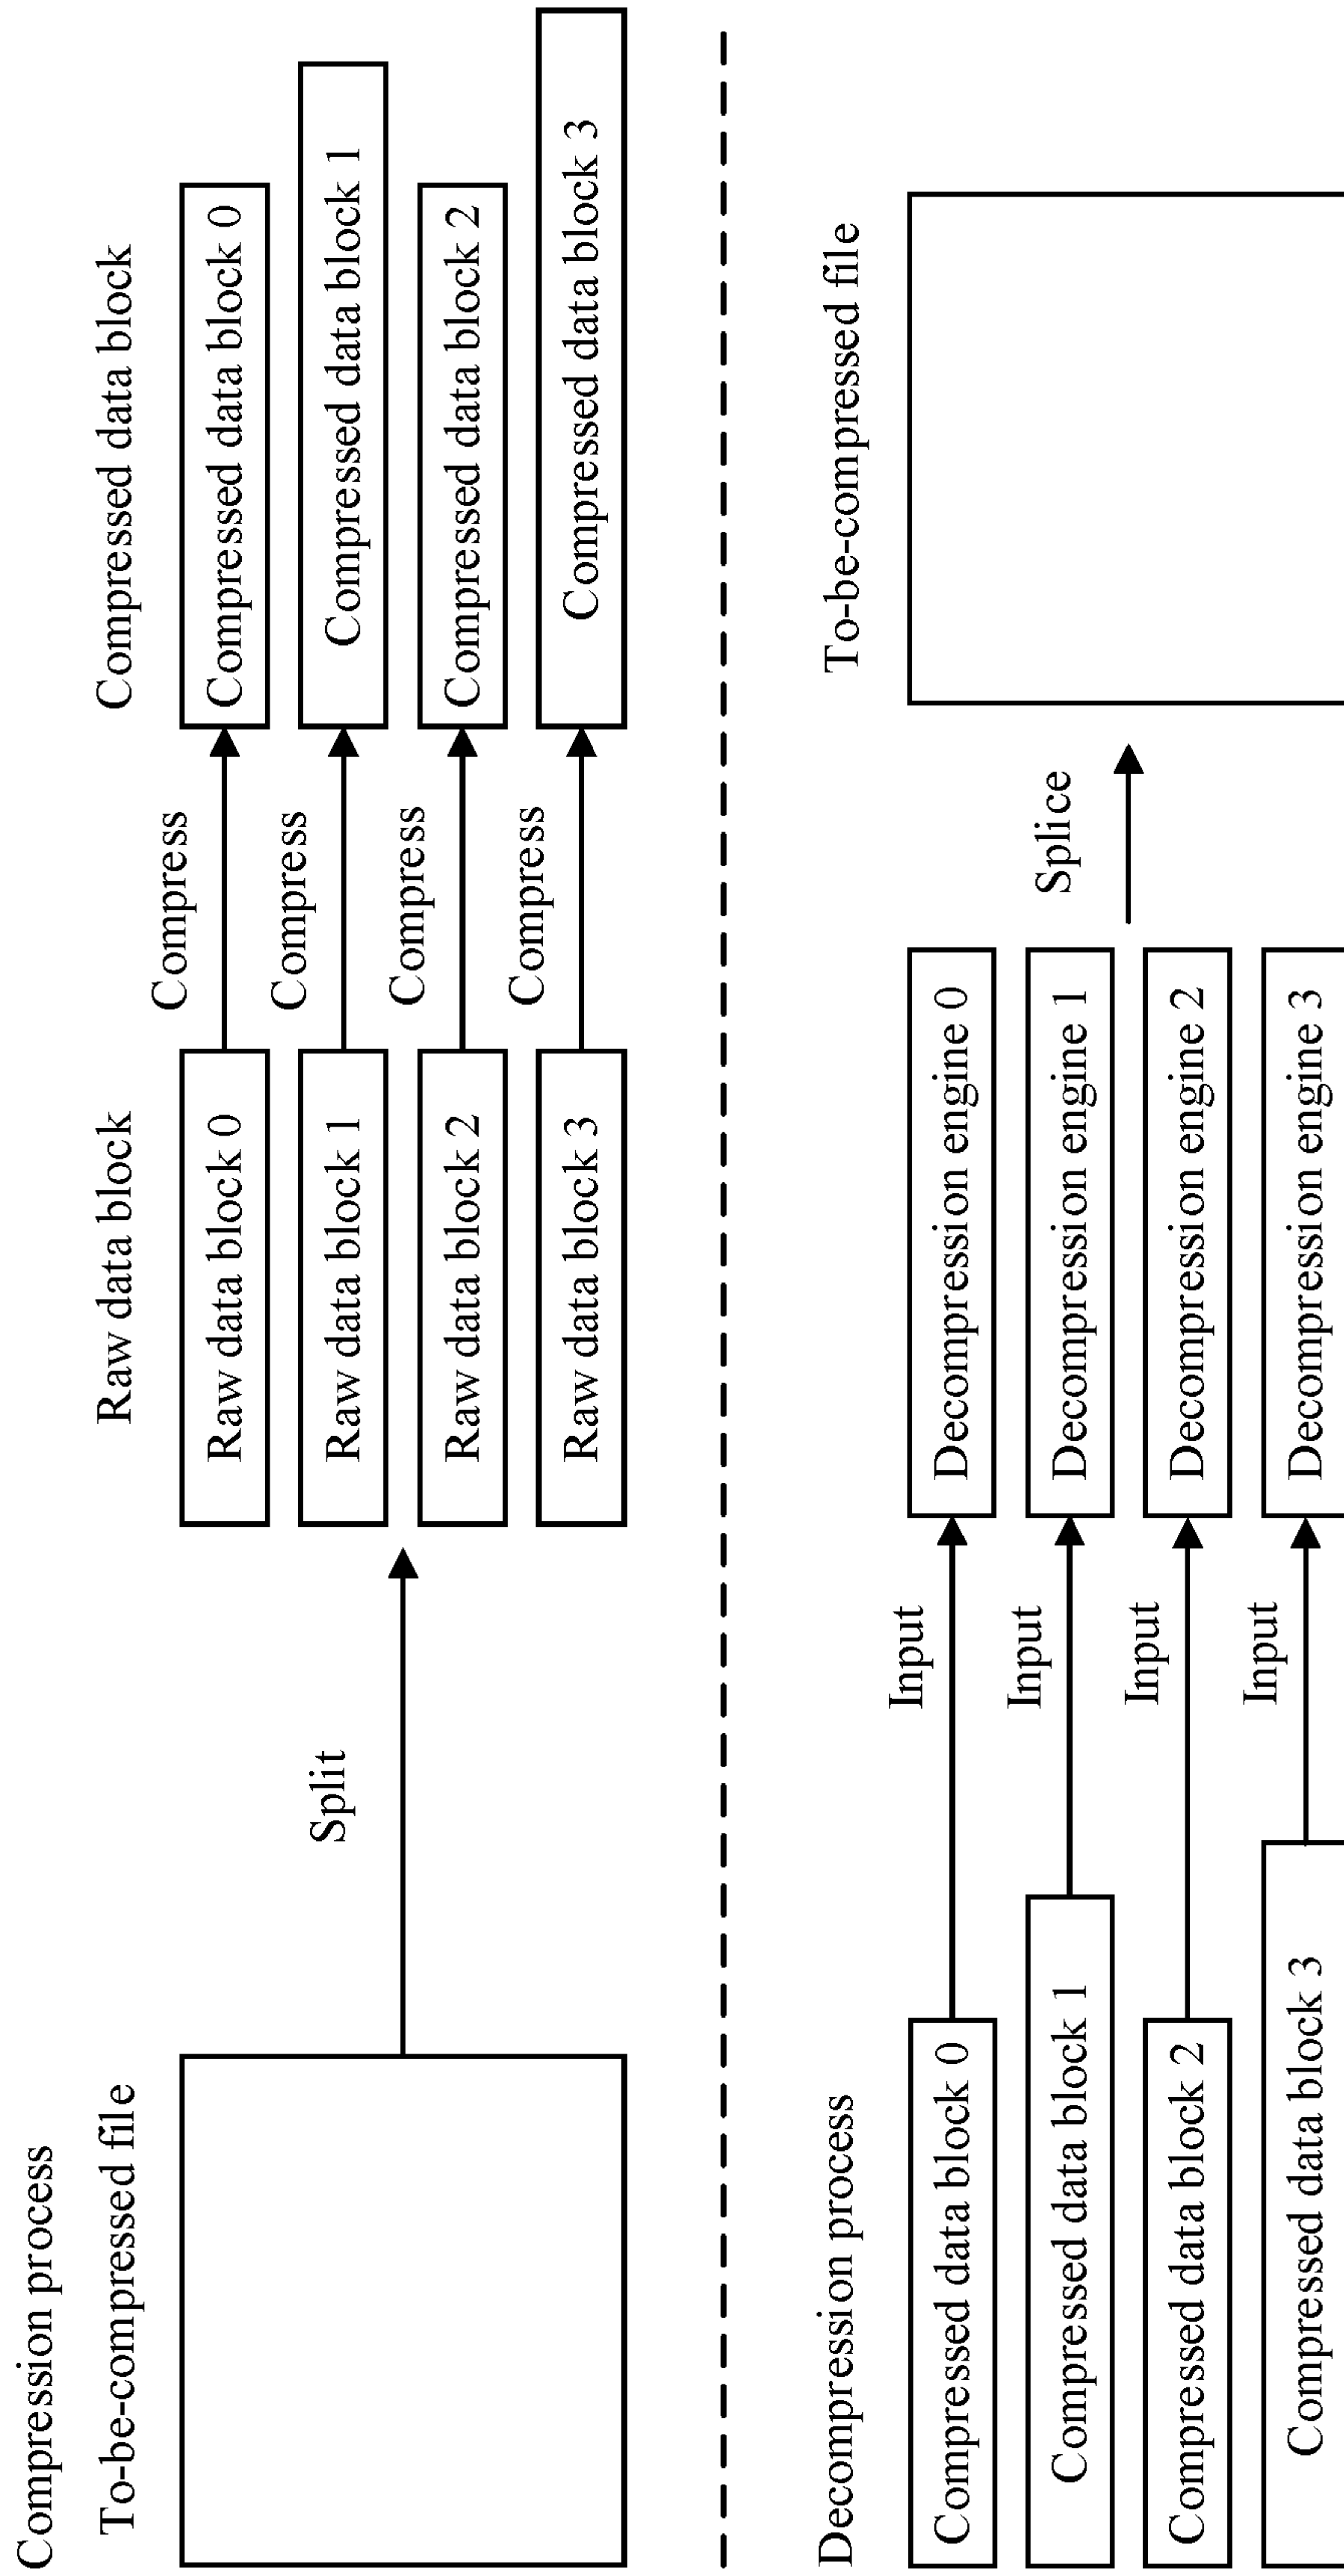 Compression process
To-be-compressed file
Split
Raw data block
Raw data block 0
Raw data block 1
Raw data block 2
Raw data block 3
Compress
Compress
Compress
Compress
Compressed data block
Compressed data block 0
Compressed data block 1
Compressed data block 2
Compressed data block 3
Decompression process
Compressed data block 0
Compressed data block 1
Compressed data block 2
Compressed data block 3
Input
Input
Input
Input
Decompression engine 0
Decompression engine 1
Decompression engine 2
Decompression engine 3
Splice
To-be-compressed file